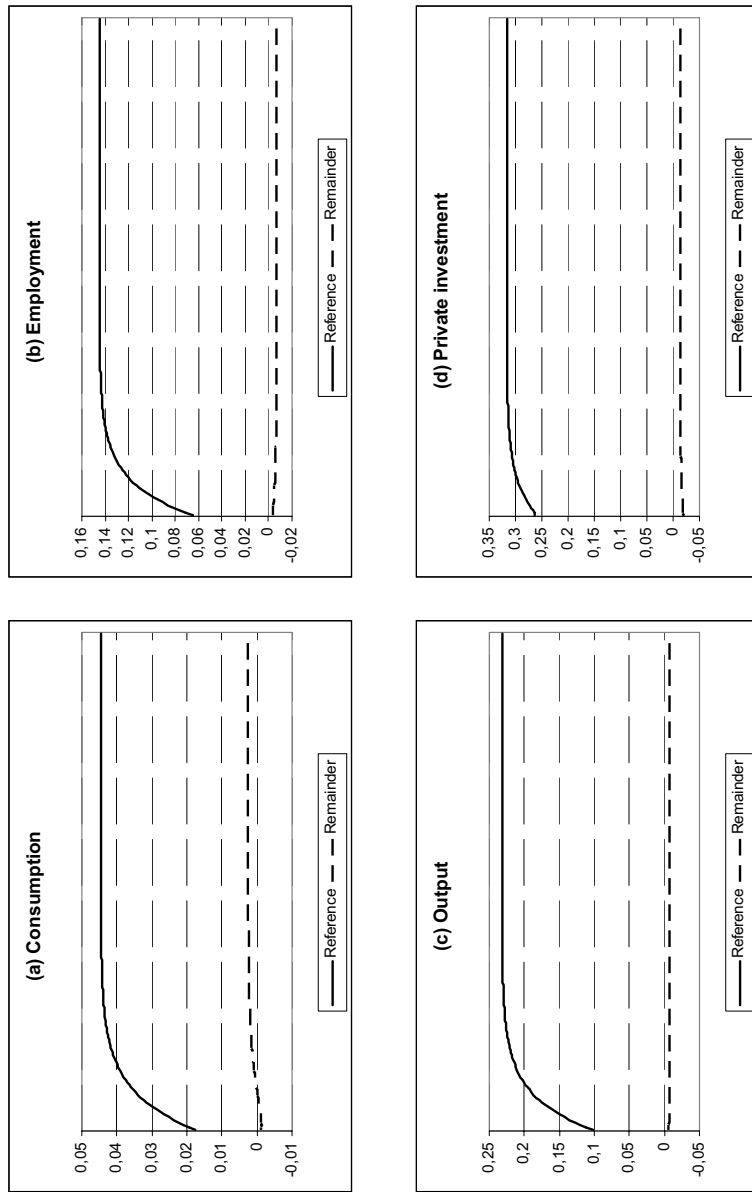 (a) Consumption
0,05
0,04
0,03
0,02
0,01
0
-0,01
Reference
Remainder
(b) Employment
0,16
0,14
0,12
0,1
0,08
0,06
0,04
0,02
0
-0,02
Reference
Remainder
(c) Output
0,25
0,2
0,15
0,1
0,05
0
-0,05
Reference
Remainder
(d) Private investment
0,35
0,3
0,25
0,2
0,15
0,1
0,05
0
-0,05
Reference
Remainder